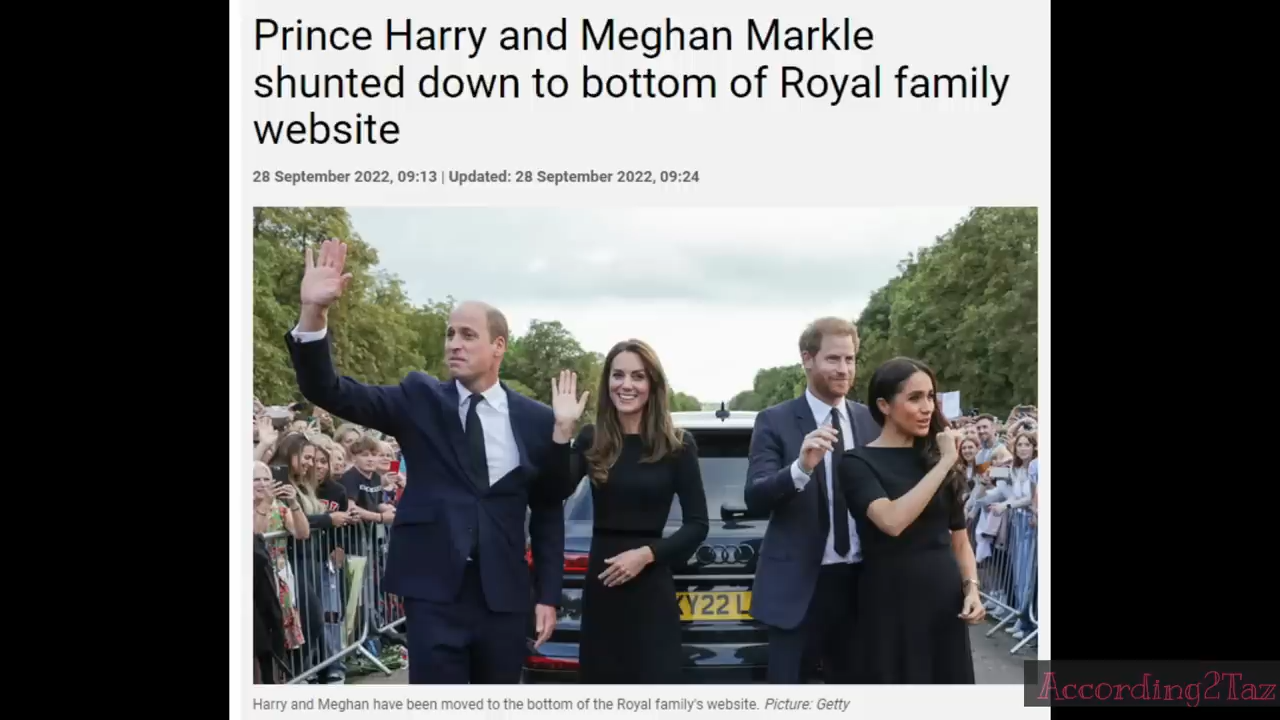 Prince Harry and Meghan Markle
shunted down to bottom of Royal family
website
28 September 2022, 09:13 | Updated: 28 September 2022, 09:24
Harry and Meghan have been moved to the bottom of the Royal family's website. Picture: Getty
According2Taz